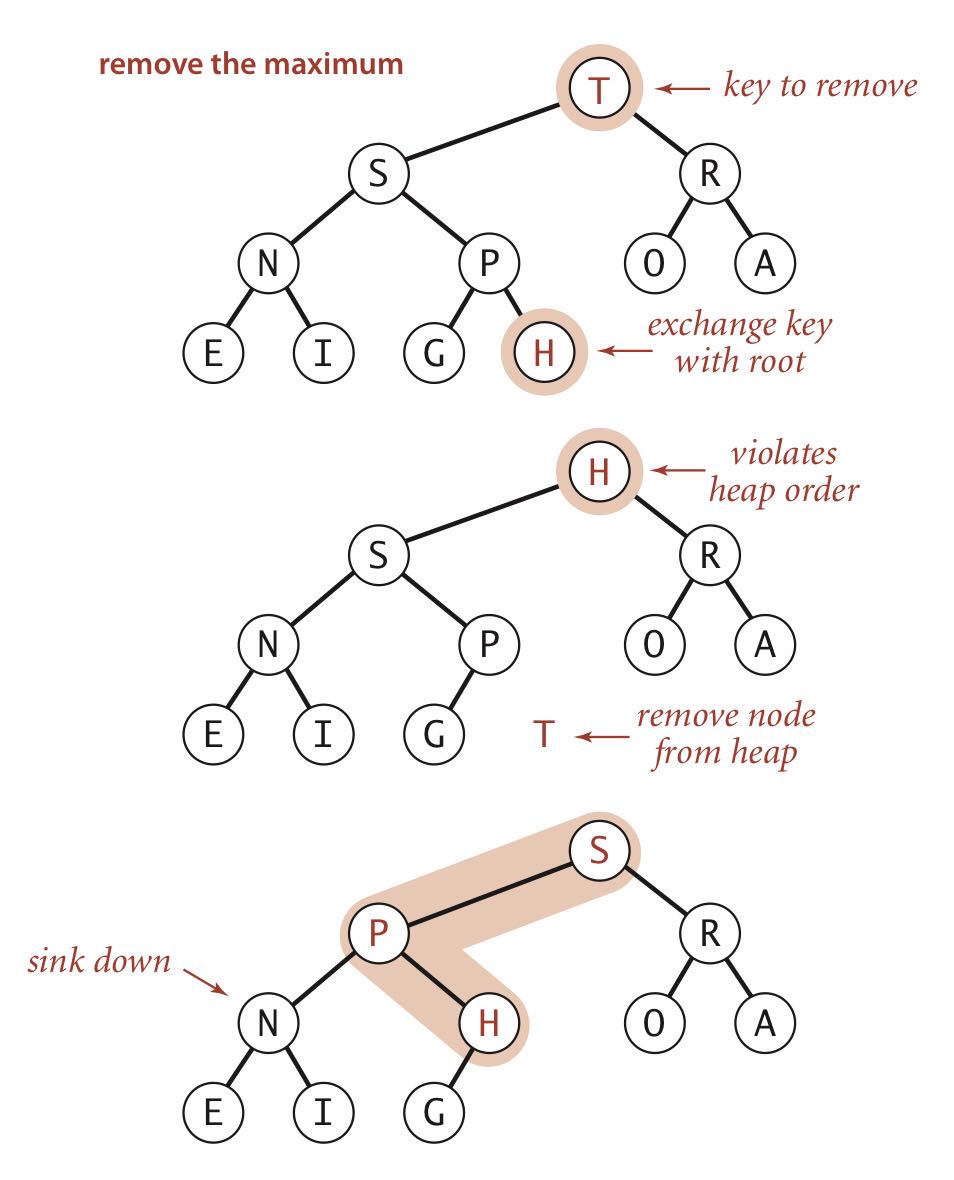 remove the maximum
T
key to remove
S
R
N
P
O
A
exchange key
with root
E
I
G
H
H
violates
heap order
S
R
N
P
O
A
E
I
G
T
remove node
from heap
S
P
R
sink down
N
H
O
A
E
I
G